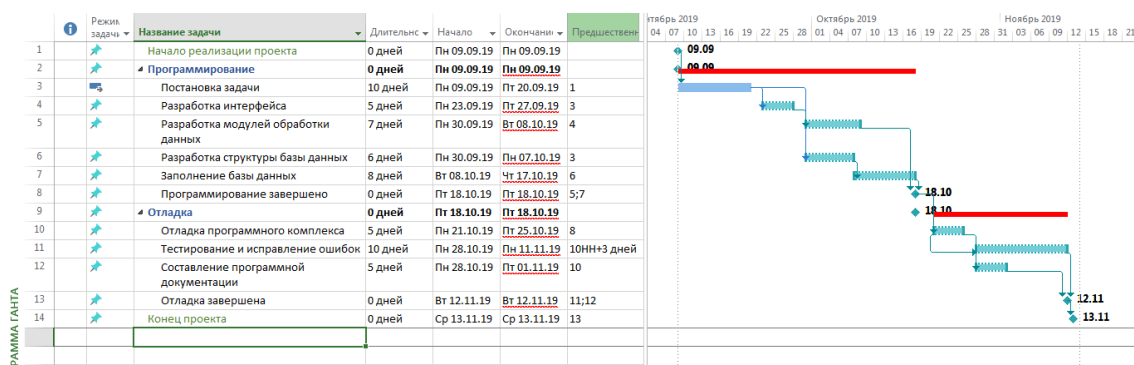 Режим задачи Название задачи Длительнс Начало Окончани Предшественн
нтябрь 2019 Октябрь 2019 Ноябрь 2019
04 07 10 13 16 19 22 25 28 01 04 07 10 13 16 19 22 25 28 31 03 06 09 12 15 18 21
1 Начало реализации проекта 0 дней Пн 09.09.19 Пн 09.09.19 09.09
2 Программирование 0 дней Пн 09.09.19 Пн 09.09.19 09.09
3 Постановка задачи 10 дней Пн 09.09.19 Пт 20.09.19 1
4 Разработка интерфейса 5 дней Пн 23.09.19 Пт 27.09.19 3
5 Разработка модулей обработки 7 дней Пн 30.09.19 Вт 08.10.19 4
данных
6 Разработка структуры базы данных 6 дней Пн 30.09.19 Пн 07.10.19 3
7 Заполнение базы данных 8 дней Вт 08.10.19 Чт 17.10.19 6
8 Программирование завершено 0 дней Пт 18.10.19 Пт 18.10.19 5;7 18.10
9 Отладка 0 дней Пт 18.10.19 Пт 18.10.19 18.10
10 Отладка программного комплекса 5 дней Пн 21.10.19 Пт 25.10.19 8
11 Тестирование и исправление ошибок 10 дней Пн 28.10.19 Пн 11.11.19 10НН+3 дней
12 Составление программной 5 дней Пн 28.10.19 Пт 01.11.19 10
документации
13 Отладка завершена 0 дней Вт 12.11.19 Вт 12.11.19 11;12 12.11
14 Конец проекта 0 дней Ср 13.11.19 Ср 13.11.19 13 13.11
РАММА ГАНТА